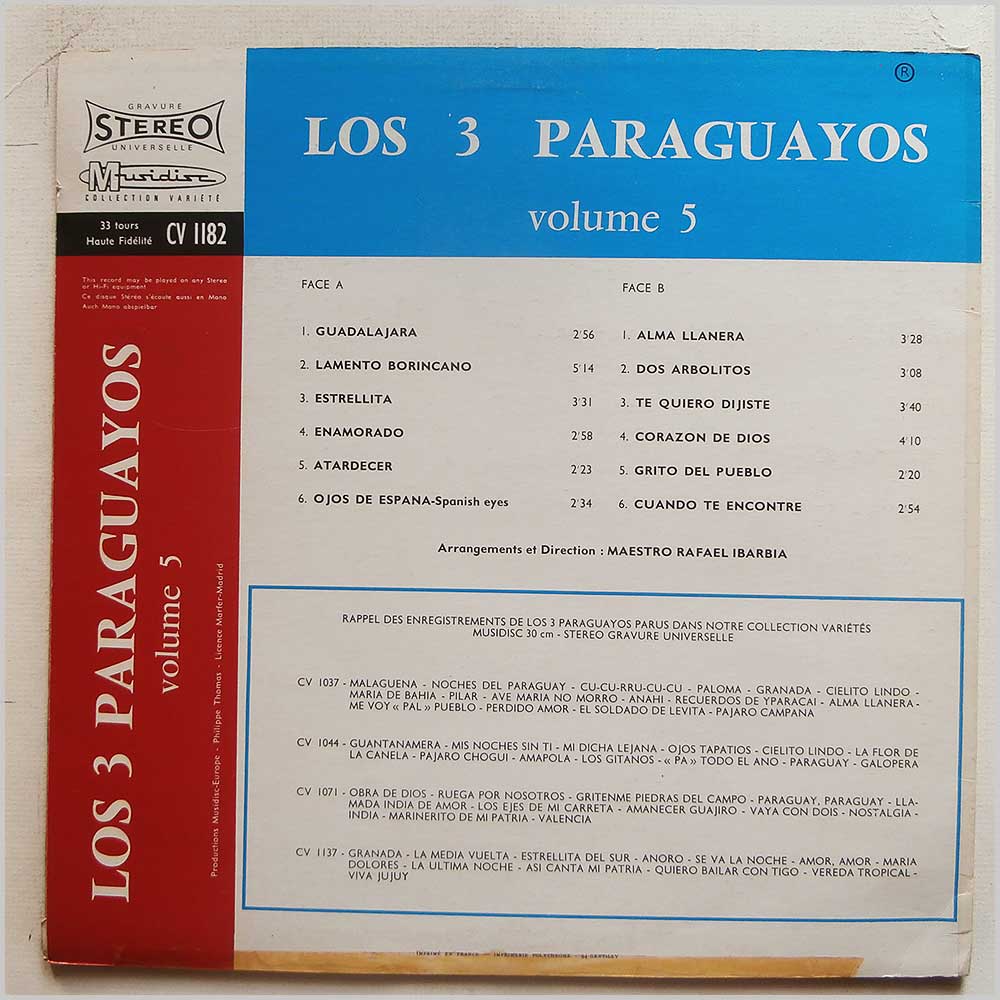 GRAVURE
STEREO
UNIVERSELLE
Musidisc
COLLECTION VARIÉTÉ
33 tours
Haute Fidélité CV 1182
This record may be played on any Stereo
or Hi-Fi equipment
Ce disque Stéréo s'écoute aussi en Mono
Auch Mono abspielbar
LOS 3 PARAGUAYOS
volume 5
Productions Musidisc-Europe - Philippe Thomas - Licence Marfer-Madrid
®
LOS 3 PARAGUAYOS
volume 5
FACE A
1. GUADALAJARA 2'56
2. LAMENTO BORINCANO 5'14
3. ESTRELLITA 3'31
4. ENAMORADO 2'58
5. ATARDECER 2'23
6. OJOS DE ESPANA-Spanish eyes 2'34
FACE B
1. ALMA LLANERA 3'28
2. DOS ARBOLITOS 3'08
3. TE QUIERO DIJISTE 3'40
4. CORAZON DE DIOS 4'10
5. GRITO DEL PUEBLO 2'20
6. CUANDO TE ENCONTRE 2'54
Arrangements et Direction : MAESTRO RAFAEL IBARBIA
RAPPEL DES ENREGISTREMENTS DE LOS 3 PARAGUAYOS PARUS DANS NOTRE COLLECTION VARIÉTÉS
MUSIDISC 30 cm - STEREO GRAVURE UNIVERSELLE
CV 1037 - MALAGUENA - NOCHES DEL PARAGUAY - CU-CU-RRU-CU-CU - PALOMA - GRANADA - CIELITO LINDO -
MARIA DE BAHIA - PILAR - AVE MARIA NO MORRO - ANAHI - RECUERDOS DE YPARACAI - ALMA LLANERA -
ME VOY « PAL » PUEBLO - PERDIDO AMOR - EL SOLDADO DE LEVITA - PAJARO CAMPANA
CV 1044 - GUANTANAMERA - MIS NOCHES SIN TI - MI DICHA LEJANA - OJOS TAPATIOS - CIELITO LINDO - LA FLOR DE
LA CANELA - PAJARO CHOGUI - AMAPOLA - LOS GITANOS - « PA » TODO EL ANO - PARAGUAY - GALOPERA
CV 1071 - OBRA DE DIOS - RUEGA POR NOSOTROS - GRITENME PIEDRAS DEL CAMPO - PARAGUAY, PARAGUAY - LLA-
MADA INDIA DE AMOR - LOS EJES DE MI CARRETA - AMANECER GUAJIRO - VAYA CON DOIS - NOSTALGIA -
INDIA - MARINERITO DE MI PATRIA - VALENCIA
CV 1137 - GRANADA - LA MEDIA VUELTA - ESTRELLITA DEL SUR - ANORO - SE VA LA NOCHE - AMOR, AMOR - MARIA
DOLORES - LA ULTIMA NOCHE - ASI CANTA MI PATRIA - QUIERO BAILAR CON TIGO - VEREDA TROPICAL -
VIVA JUJUY
IMPRIMÉ EN FRANCE - IMPRIMERIE POLYCHROME - 94 GENTILLY